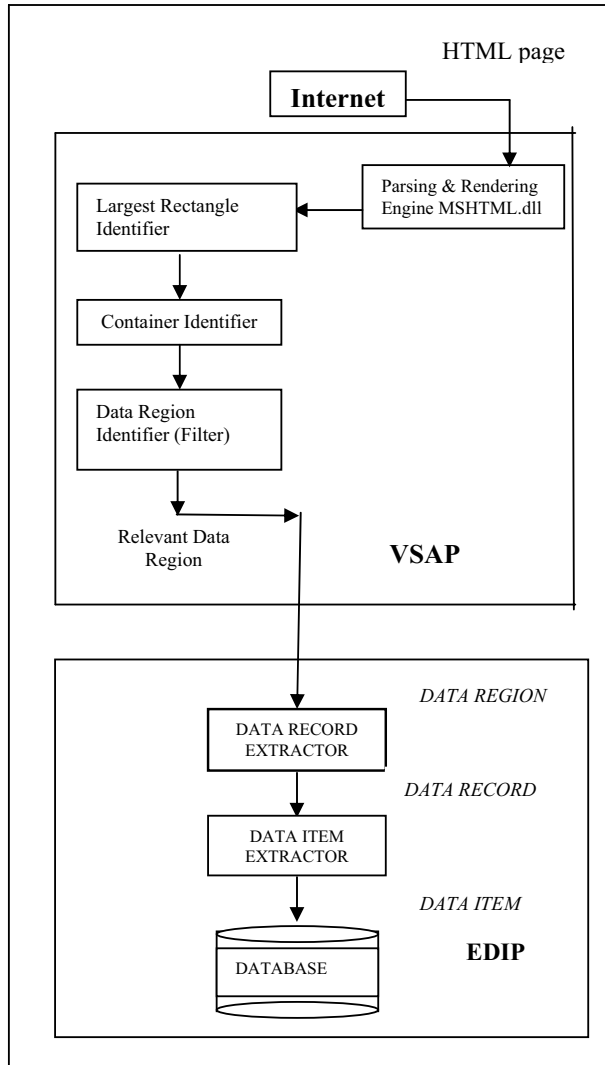 HTML page
Internet
Parsing & Rendering
Engine MSHTML.dll
Largest Rectangle
Identifier
Container Identifier
Data Region
Identifier (Filter)
Relevant Data
Region
VSAP
DATA REGION
DATA RECORD
EXTRACTOR
DATA RECORD
DATA ITEM
EXTRACTOR
DATA ITEM
DATABASE
EDIP